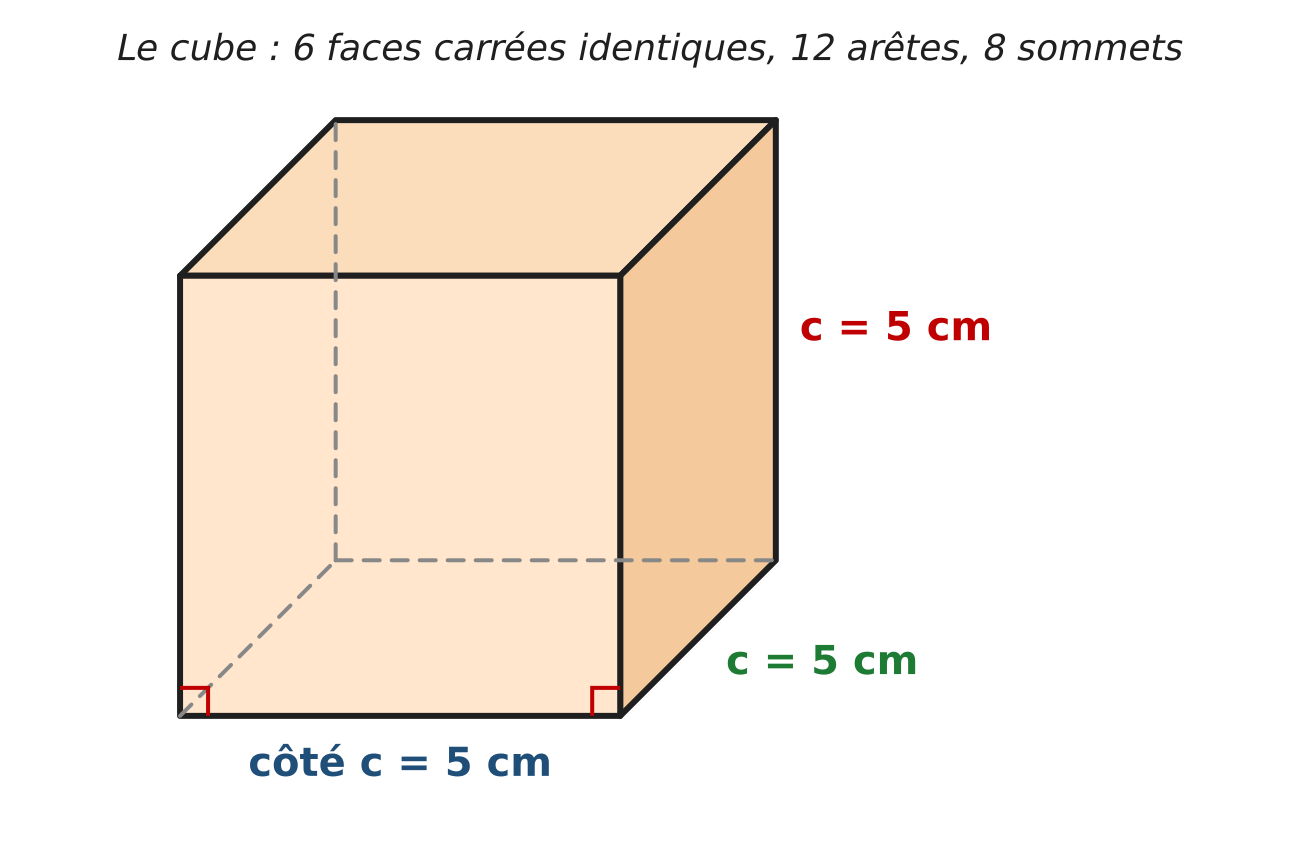 Le cube : 6 faces carrées identiques, 12 arêtes, 8 sommets
c = 5 cm
c = 5 cm
côté c = 5 cm